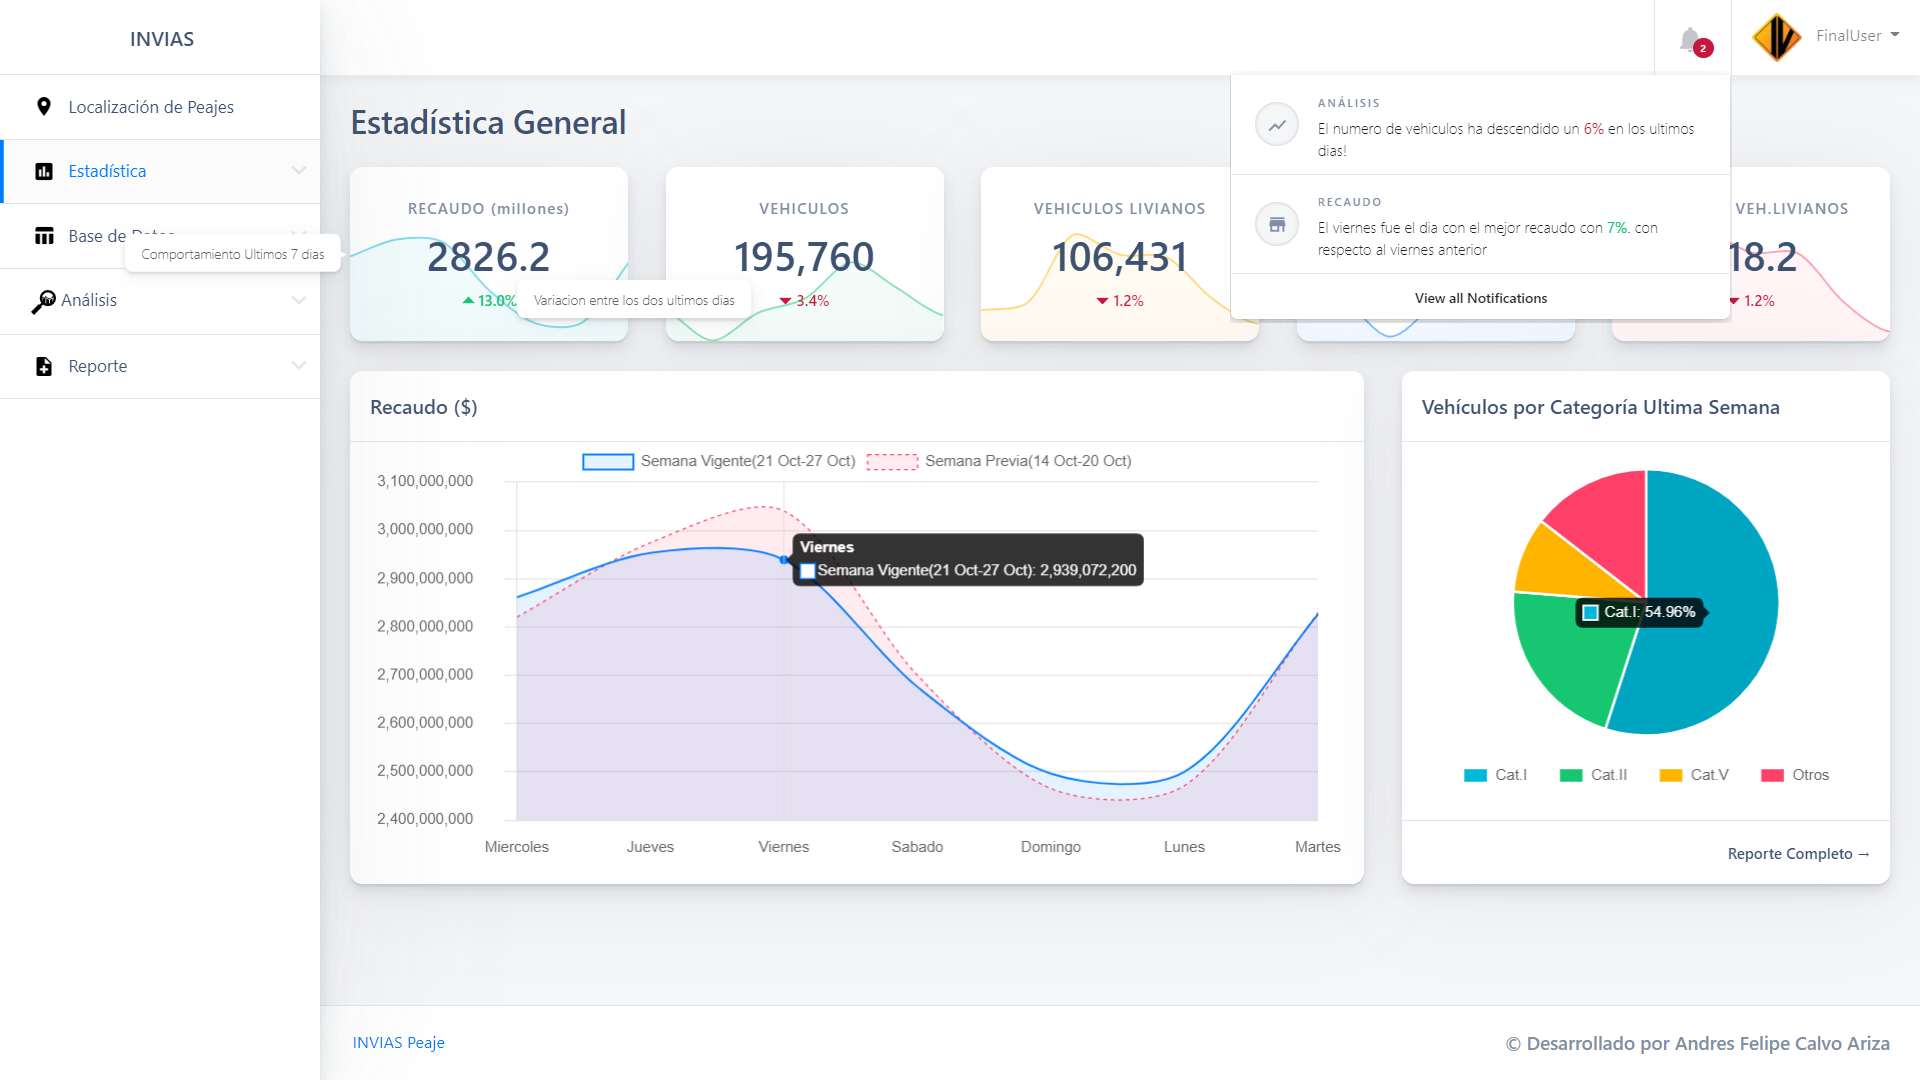 INVIAS
2
FinalUser
Localización de Peajes
Estadística
Base de Datos
Comportamiento Ultimos 7 dias
Análisis
Reporte
Estadística General
ANÁLISIS
El numero de vehiculos ha descendido un 6% en los ultimos
dias!
RECAUDO
El viernes fue el dia con el mejor recaudo con 7%. con
respecto al viernes anterior
View all Notifications
RECAUDO (millones)
2826.2
13.0%
Variacion entre los dos ultimos dias
VEHICULOS
195,760
3.4%
VEHICULOS LIVIANOS
106,431
1.2%
VEH.LIVIANOS
18.2
1.2%
Recaudo ($)
Semana Vigente(21 Oct-27 Oct)
Semana Previa(14 Oct-20 Oct)
3,100,000,000
3,000,000,000
2,900,000,000
2,800,000,000
2,700,000,000
2,600,000,000
2,500,000,000
2,400,000,000
Viernes
Semana Vigente(21 Oct-27 Oct): 2,939,072,200
Miercoles
Jueves
Viernes
Sabado
Domingo
Lunes
Martes
Vehículos por Categoría Ultima Semana
Cat.I: 54.96%
Cat.I
Cat.II
Cat.V
Otros
Reporte Completo →
INVIAS Peaje
© Desarrollado por Andres Felipe Calvo Ariza